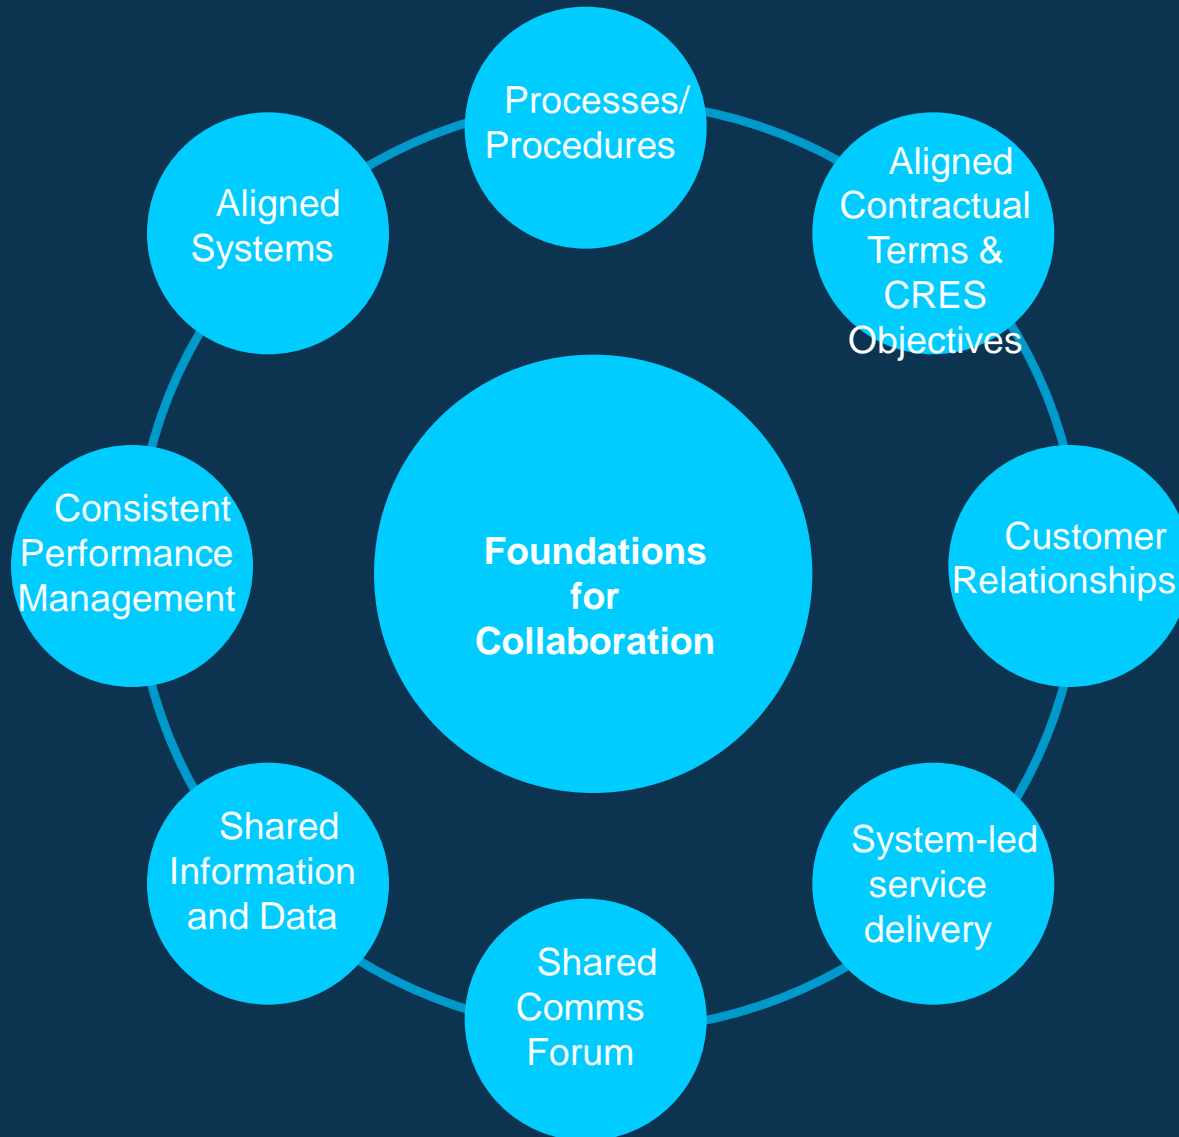 Processes/
Procedures
Aligned
Contractual
Terms &
CRES
Objectives
Customer
Relationships
System-led
service
delivery
Shared
Comms
Forum
Shared
Information
and Data
Consistent
Performance
Management
Aligned
Systems
Foundations
for
Collaboration